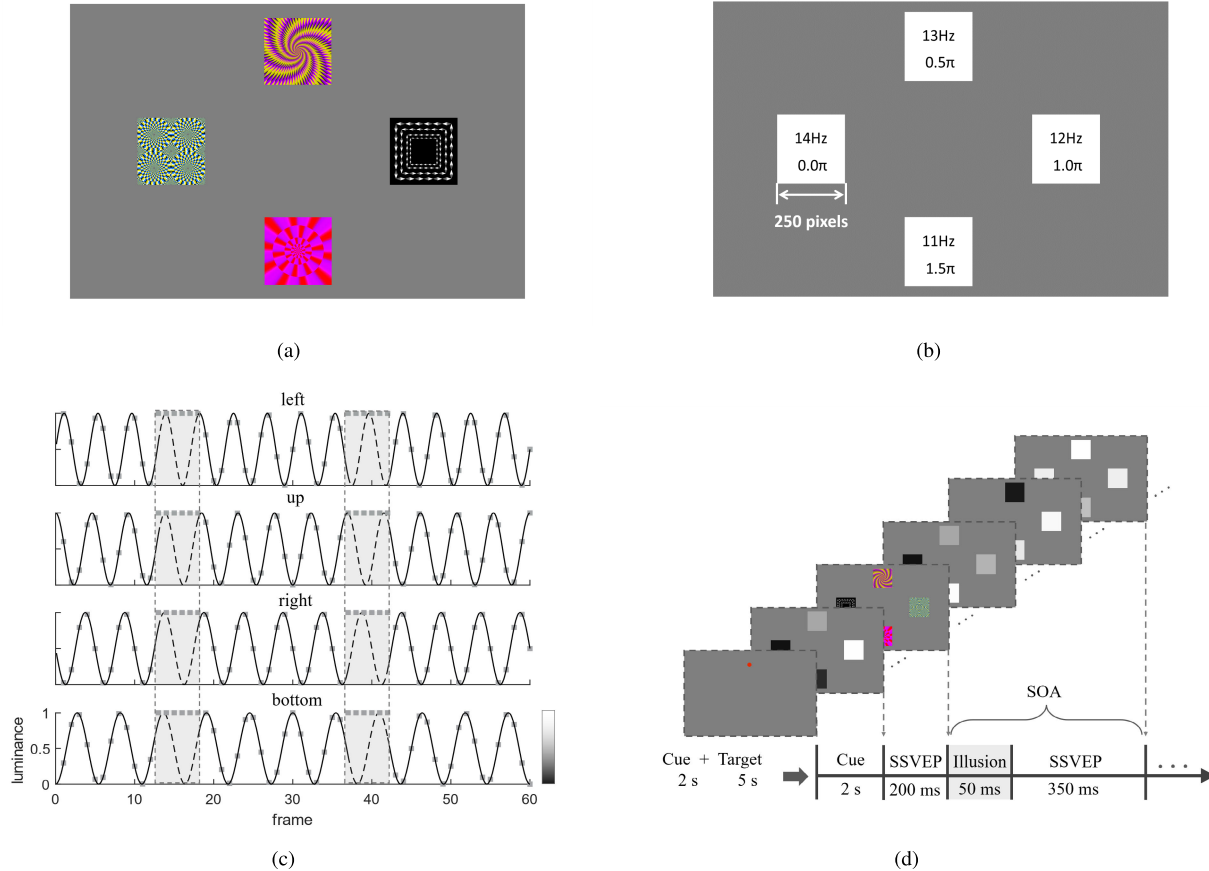 13Hz
0.5π
14Hz
0.0π
12Hz
1.0π
250 pixels
11Hz
1.5π
(a)
(b)
left
up
right
bottom
luminance
1
0.5
0
0 10 20 30 40 50 60
frame
(c)
SOA
Cue + Target
2 s 5 s
Cue SSVEP Illusion SSVEP
2 s 200 ms 50 ms 350 ms
(d)